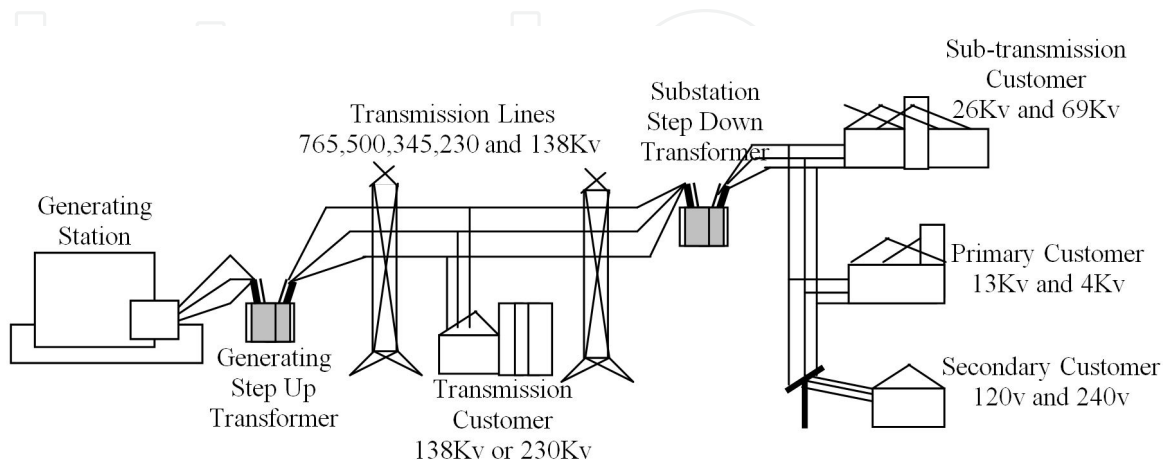 Generating
Station
Generating
Step Up
Transformer
Transmission Lines
765,500,345,230 and 138Kv
Transmission
Customer
138Kv or 230Kv
Substation
Step Down
Transformer
Sub-transmission
Customer
26Kv and 69Kv
Primary Customer
13Kv and 4Kv
Secondary Customer
120v and 240v